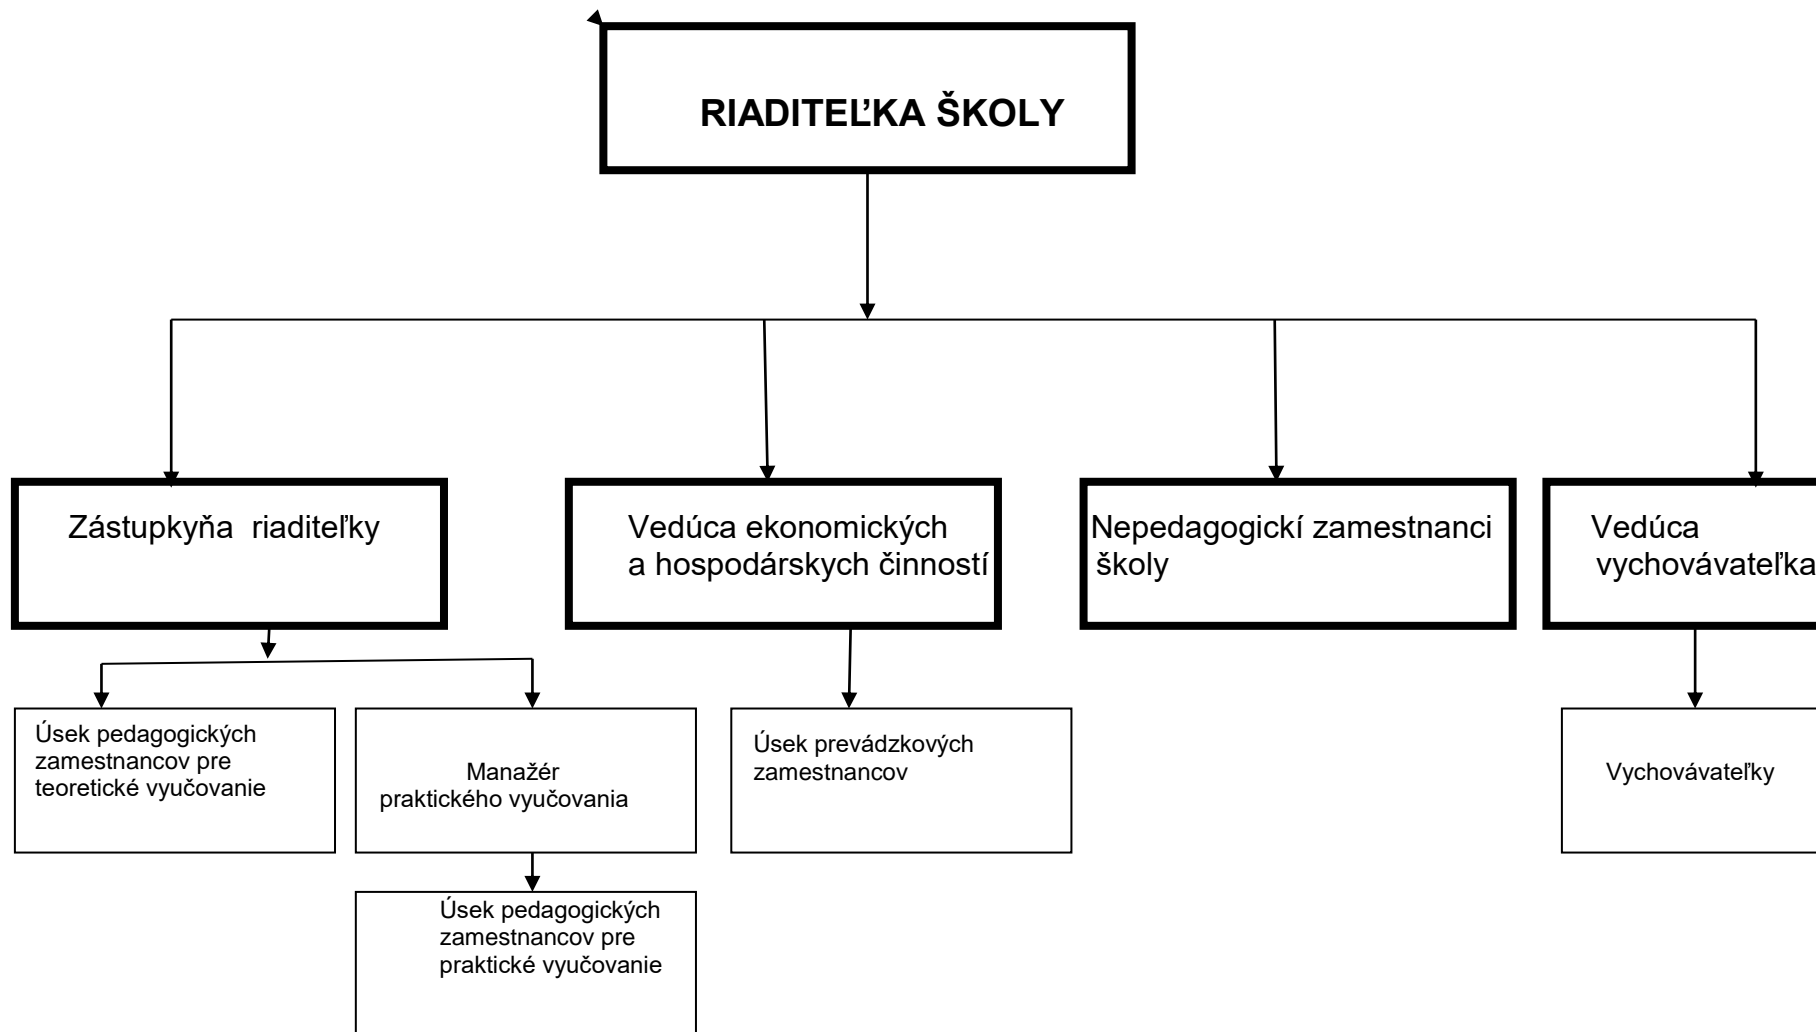 RIADITEĽKA ŠKOLY
Zástupkyňa  riaditeľky
Vedúca ekonomických
a hospodárskych činností
Nepedagogickí zamestnanci
školy
Vedúca
vychovávateľka
Úsek pedagogických
zamestnancov pre
teoretické vyučovanie
Manažér
praktického vyučovania
Úsek prevádzkových
zamestnancov
Vychovávateľky
Úsek pedagogických
zamestnancov pre
praktické vyučovanie